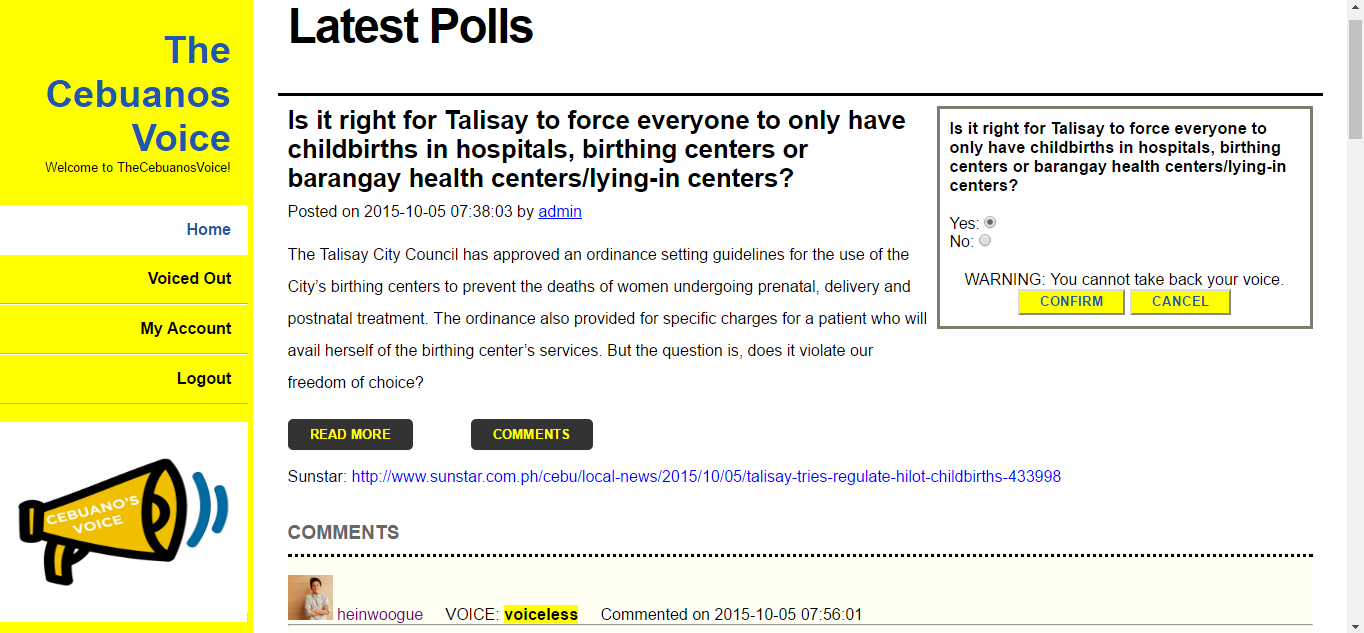 The
Cebuanos
Voice
Welcome to TheCebuanosVoice!
Home
Voiced Out
My Account
Logout
CEBUANO'S
VOICE
Latest Polls
Is it right for Talisay to force everyone to only have
childbirths in hospitals, birthing centers or
barangay health centers/lying-in centers?
Posted on 2015-10-05 07:38:03 by admin
The Talisay City Council has approved an ordinance setting guidelines for the use of the
City’s birthing centers to prevent the deaths of women undergoing prenatal, delivery and
postnatal treatment. The ordinance also provided for specific charges for a patient who will
avail herself of the birthing center’s services. But the question is, does it violate our
freedom of choice?
READ MORE COMMENTS
Sunstar: http://www.sunstar.com.ph/cebu/local-news/2015/10/05/talisay-tries-regulate-hilot-childbirths-433998
Is it right for Talisay to force everyone to
only have childbirths in hospitals, birthing
centers or barangay health centers/lying-in
centers?
Yes:
No:
WARNING: You cannot take back your voice.
CONFIRM CANCEL
COMMENTS
heinwoogue VOICE: voiceless Commented on 2015-10-05 07:56:01